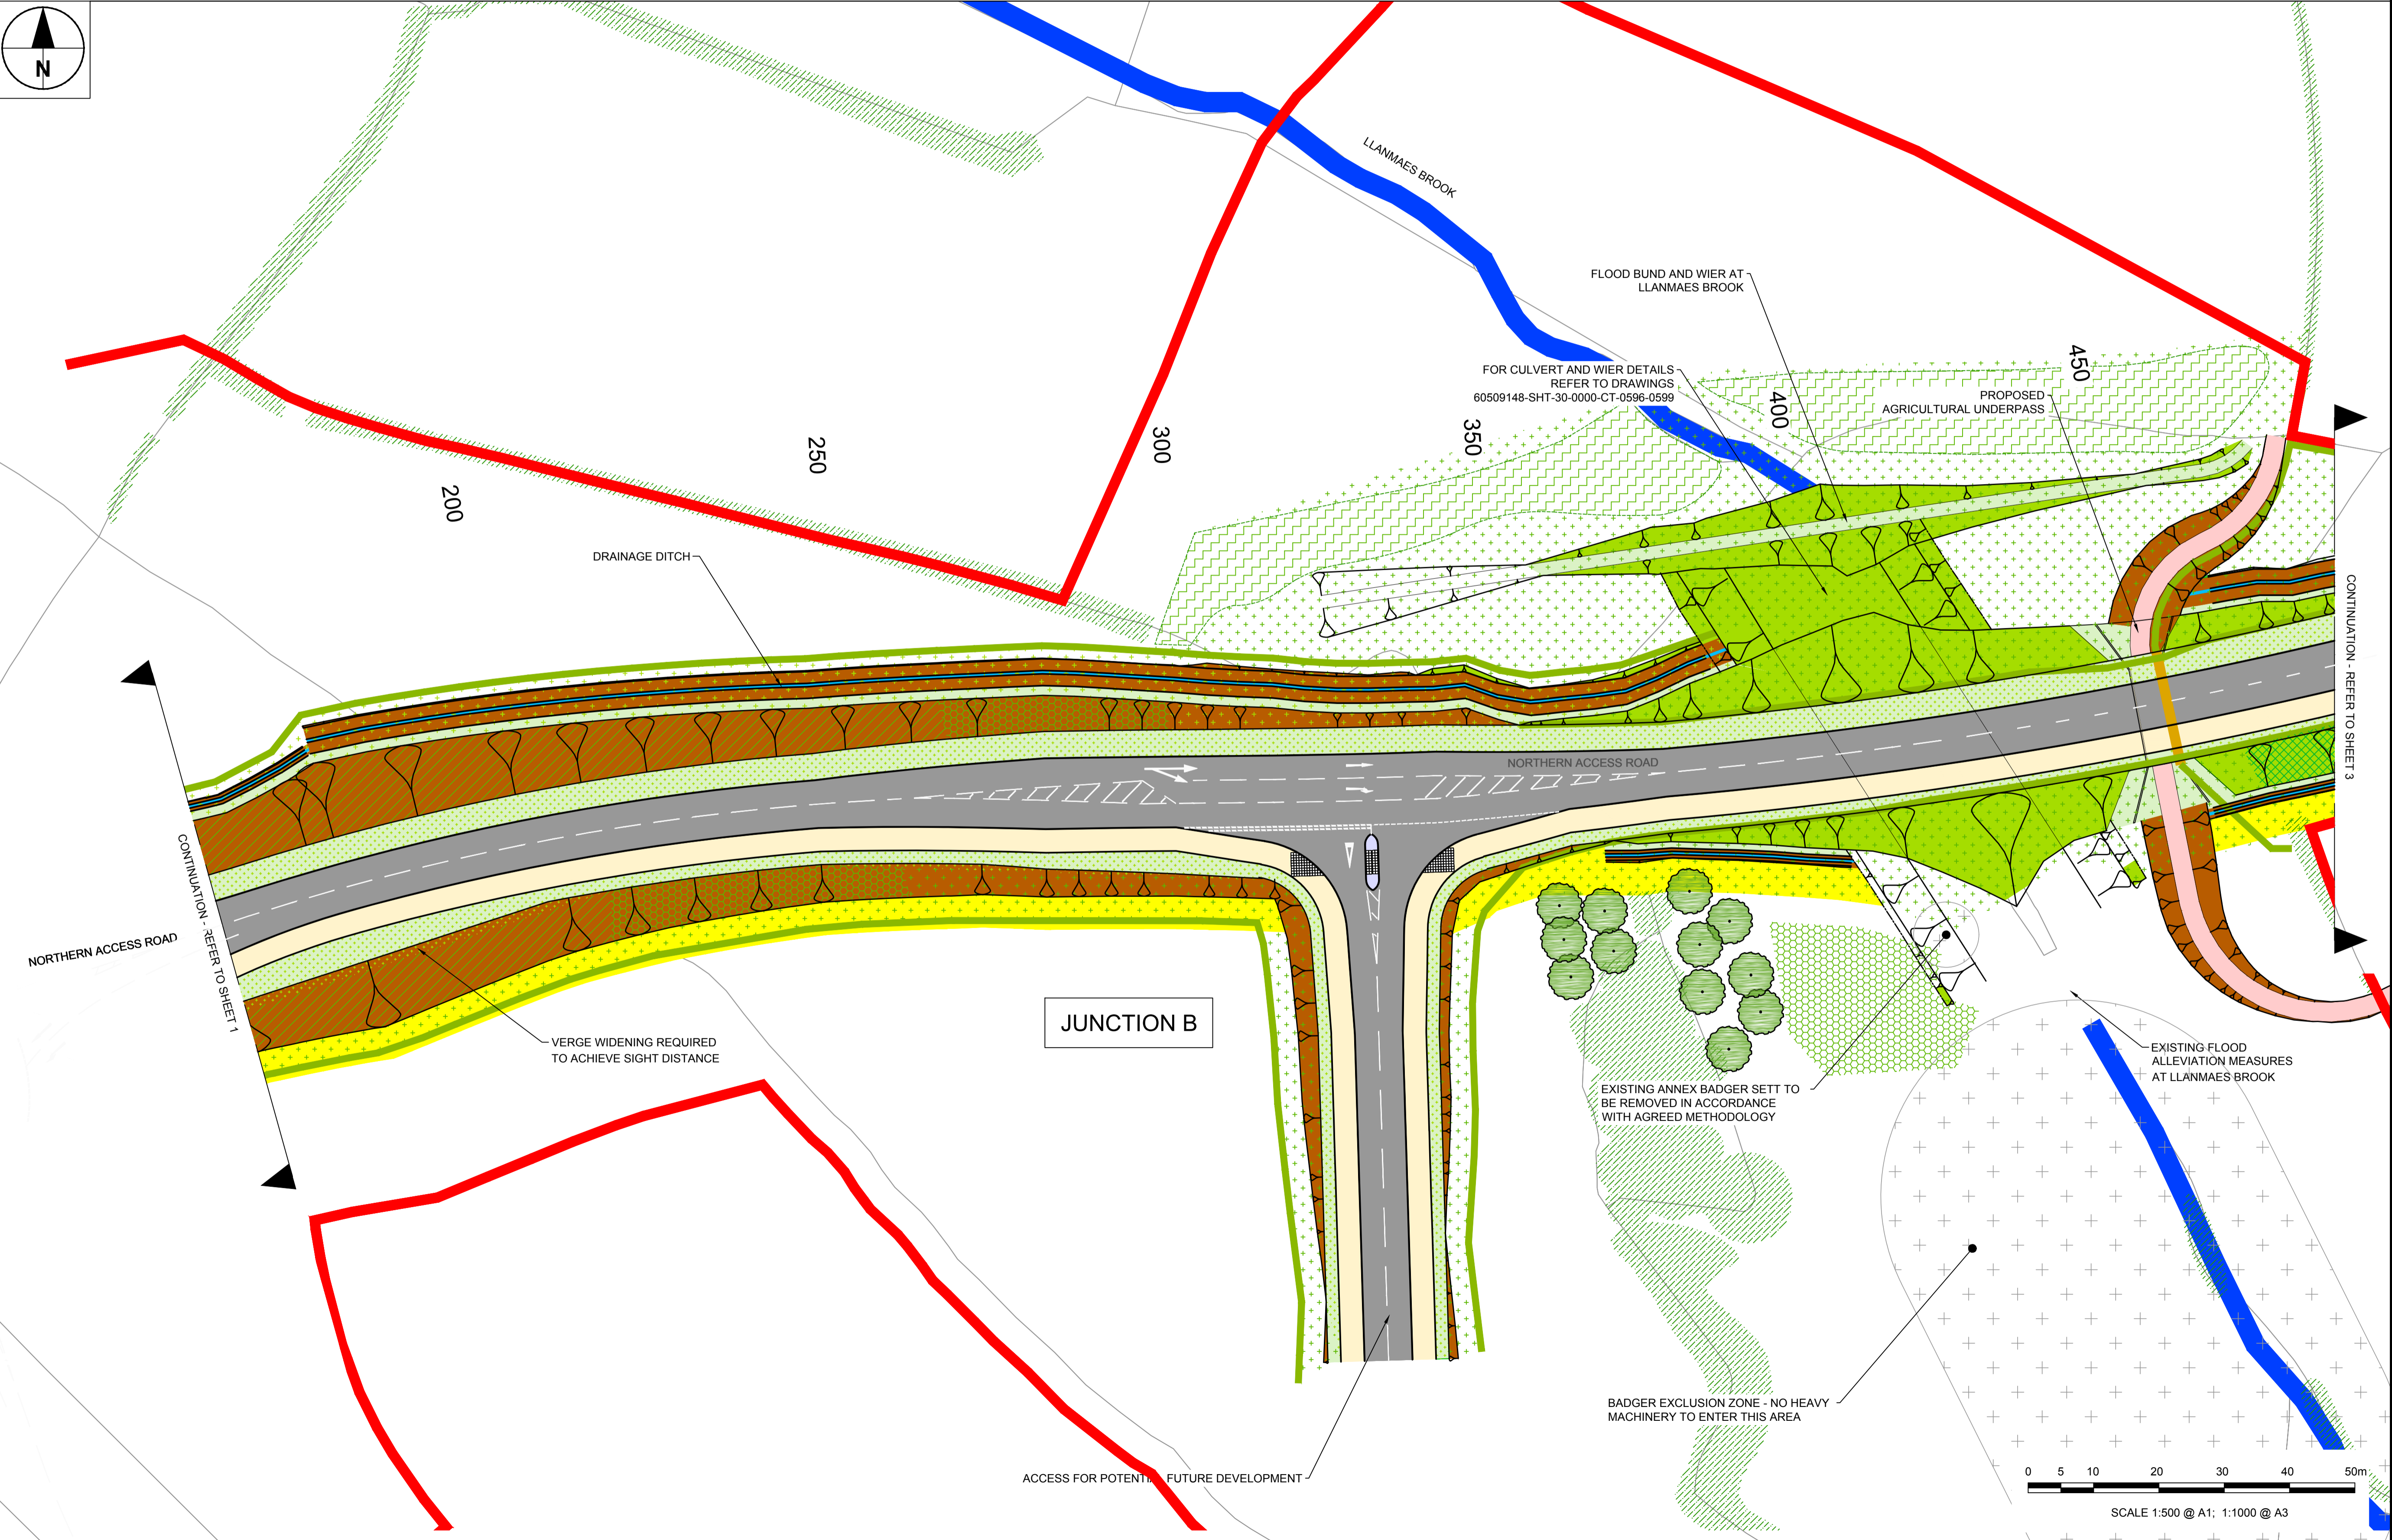 N
LLANMAES BROOK
FLOOD BUND AND WIER AT
LLANMAES BROOK
FOR CULVERT AND WIER DETAILS
REFER TO DRAWINGS
60509148-SHT-30-0000-CT-0596-0599
PROPOSED
AGRICULTURAL UNDERPASS
200
250
300
350
400
450
DRAINAGE DITCH
CONTINUATION - REFER TO SHEET 3
NORTHERN ACCESS ROAD
CONTINUATION - REFER TO SHEET 1
NORTHERN ACCESS ROAD
JUNCTION B
VERGE WIDENING REQUIRED
TO ACHIEVE SIGHT DISTANCE
EXISTING FLOOD
ALLEVIATION MEASURES
AT LLANMAES BROOK
EXISTING ANNEX BADGER SETT TO
BE REMOVED IN ACCORDANCE
WITH AGREED METHODOLOGY
BADGER EXCLUSION ZONE - NO HEAVY
MACHINERY TO ENTER THIS AREA
ACCESS FOR POTENTIAL FUTURE DEVELOPMENT
0 5 10 20 30 40 50m
SCALE 1:500 @ A1; 1:1000 @ A3